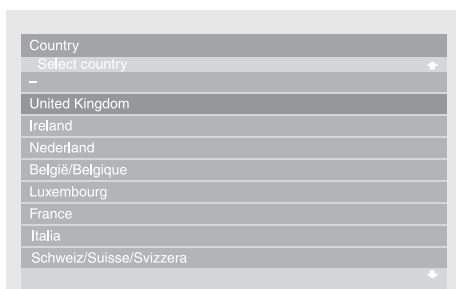 Country
Select country
–
United Kingdom
Ireland
Nederland
België/Belgique
Luxembourg
France
Italia
Schweiz/Suisse/Svizzera